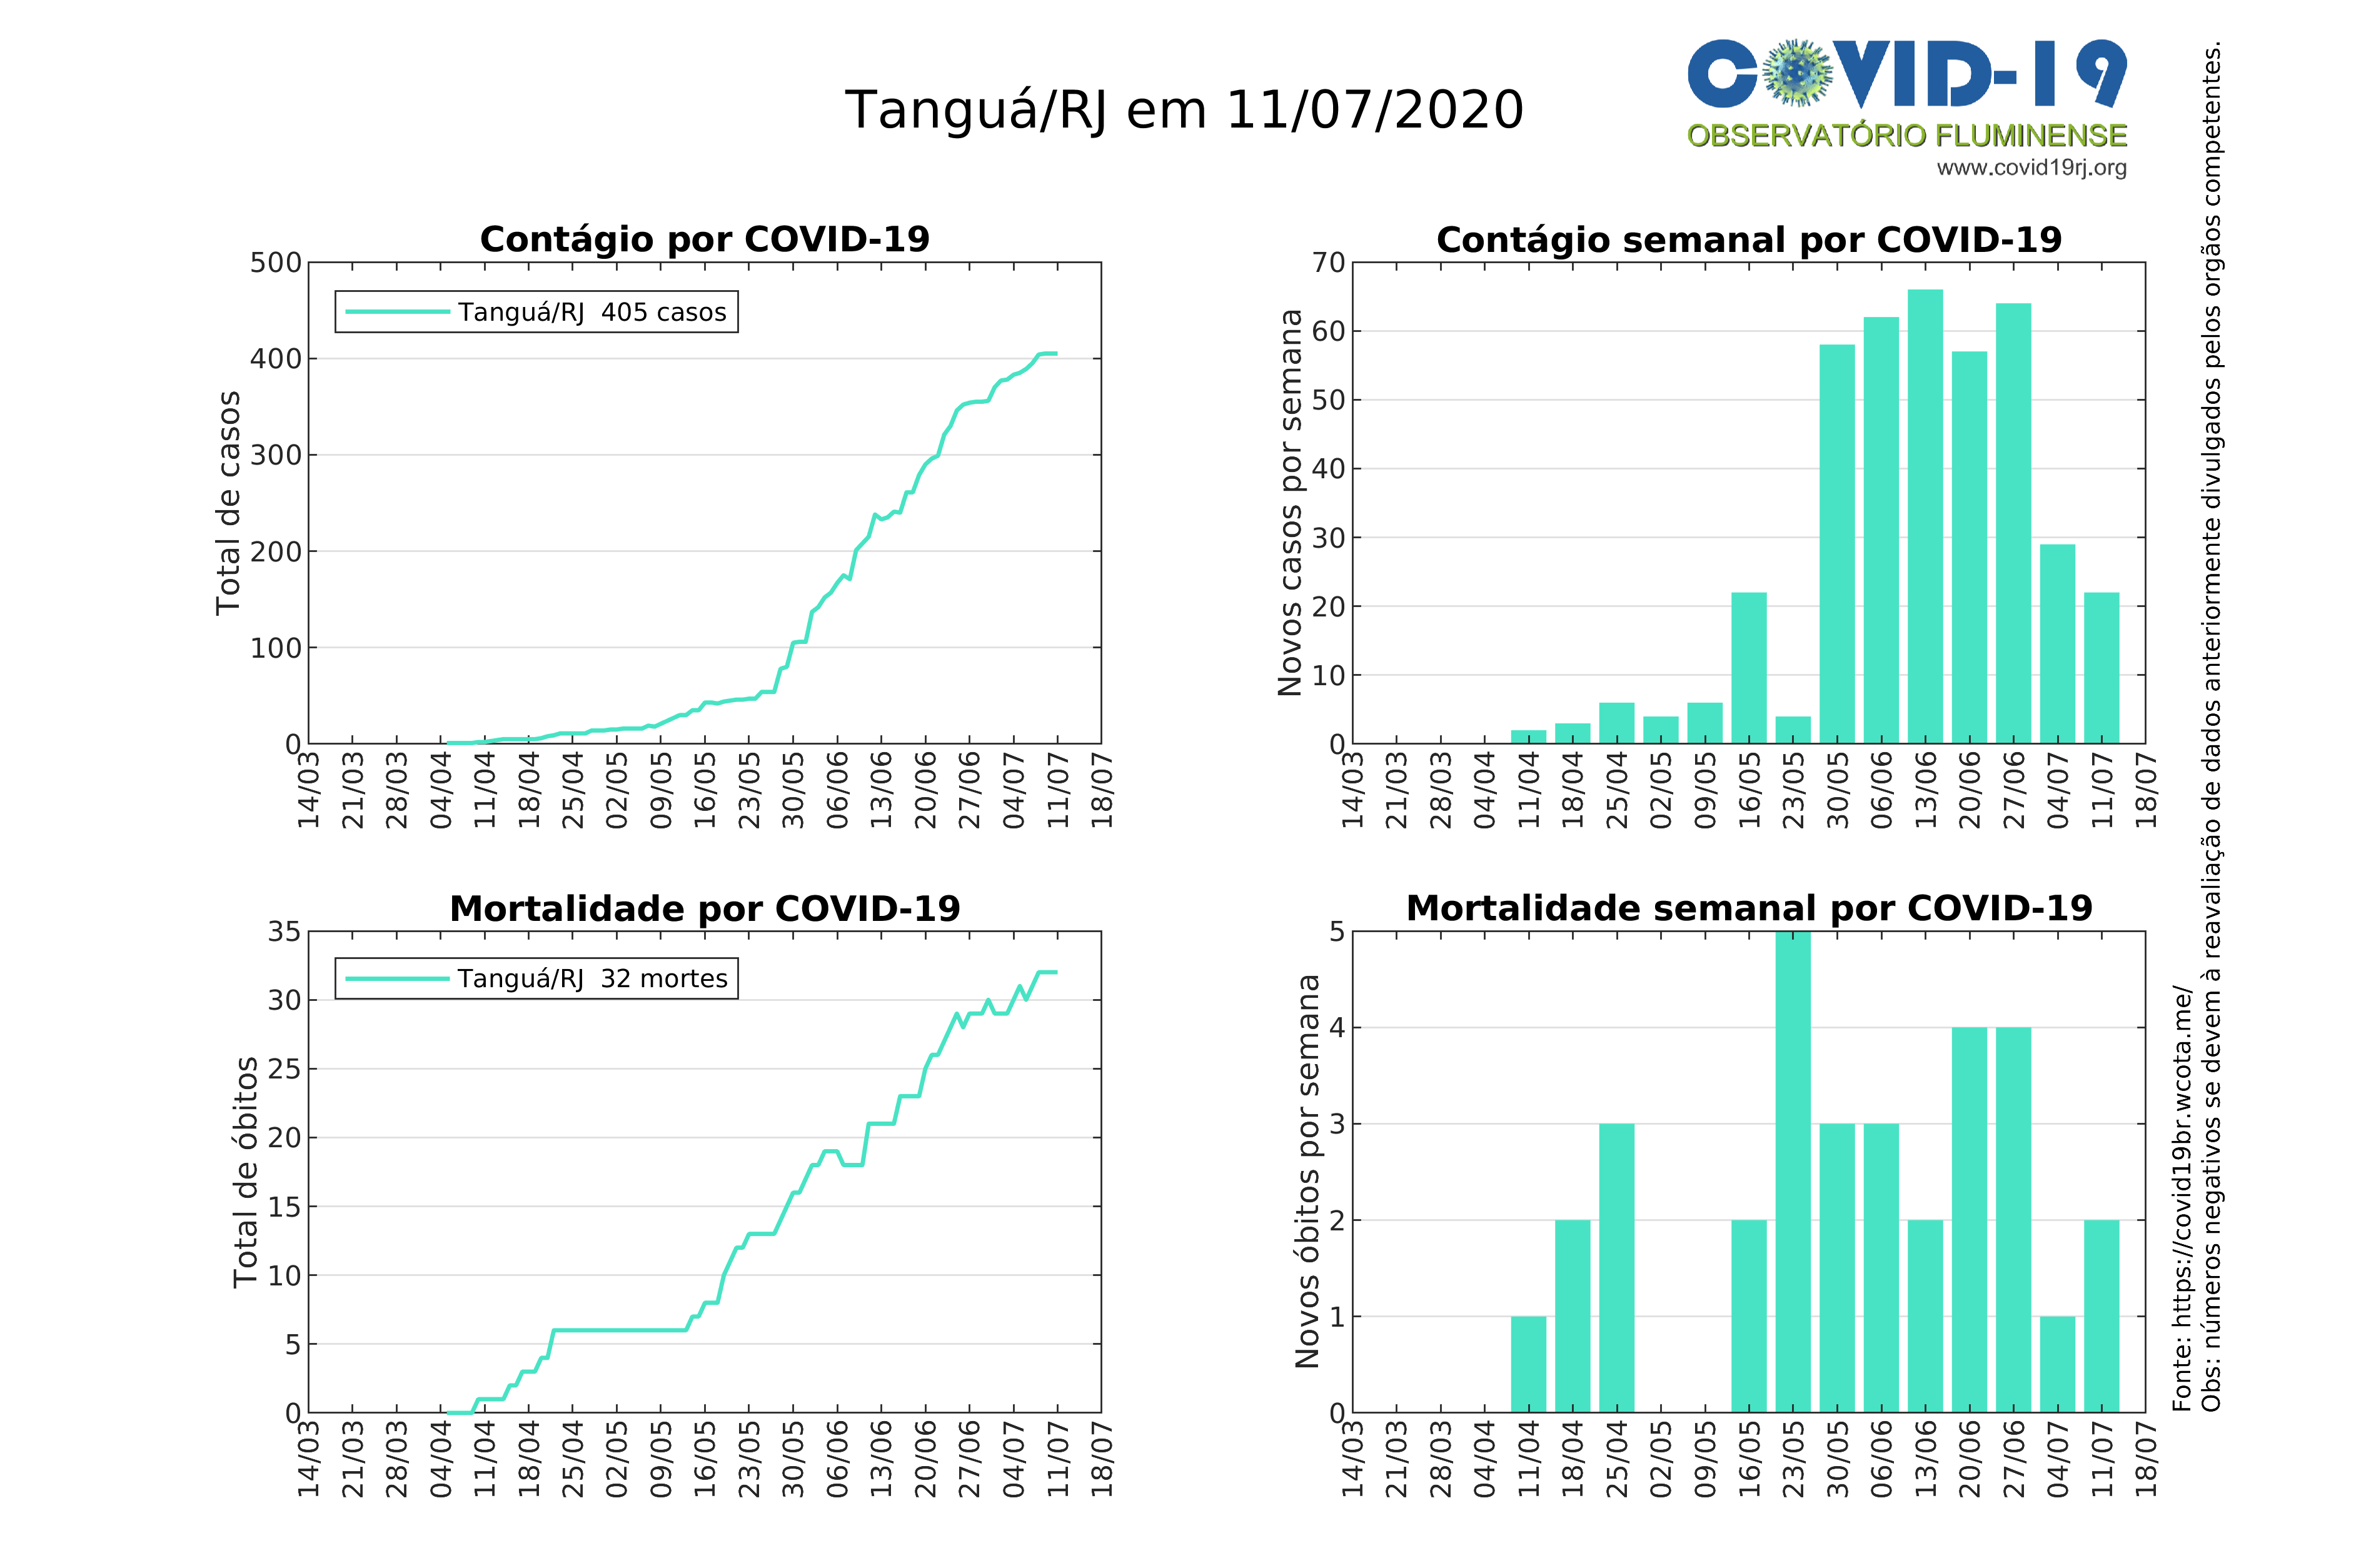 Tanguá/RJ em 11/07/2020
COVID-19
OBSERVATÓRIO FLUMINENSE
www.covid19rj.org
Contágio por COVID-19
Total de casos
500
400
300
200
100
0
Tanguá/RJ 405 casos
14/03 21/03 28/03 04/04 11/04 18/04 25/04 02/05 09/05 16/05 23/05 30/05 06/06 13/06 20/06 27/06 04/07 11/07 18/07
Contágio semanal por COVID-19
Novos casos por semana
70
60
50
40
30
20
10
0
14/03 21/03 28/03 04/04 11/04 18/04 25/04 02/05 09/05 16/05 23/05 30/05 06/06 13/06 20/06 27/06 04/07 11/07 18/07
Mortalidade por COVID-19
Total de óbitos
35
30
25
20
15
10
5
0
Tanguá/RJ 32 mortes
14/03 21/03 28/03 04/04 11/04 18/04 25/04 02/05 09/05 16/05 23/05 30/05 06/06 13/06 20/06 27/06 04/07 11/07 18/07
Mortalidade semanal por COVID-19
Novos óbitos por semana
5
4
3
2
1
0
14/03 21/03 28/03 04/04 11/04 18/04 25/04 02/05 09/05 16/05 23/05 30/05 06/06 13/06 20/06 27/06 04/07 11/07 18/07
Fonte: https://covid19br.wcota.me/
Obs: números negativos se devem à reavaliação de dados anteriormente divulgados pelos orgãos competentes.